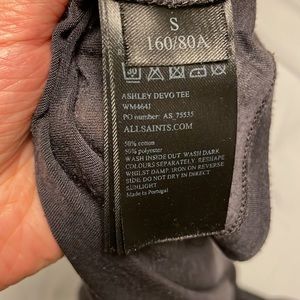 S
160/80A
ASHLEY DEVO TEE
WM464J
PO number: AS_75535
ALLSAINTS.COM
50% cotton
50% polyester
WASH INSIDE OUT. WASH DARK
COLOURS SEPARATELY. RESHAPE
WHILST DAMP. IRON ON REVERSE
SIDE. DO NOT DRY IN DIRECT
SUNLIGHT
Made in Portugal